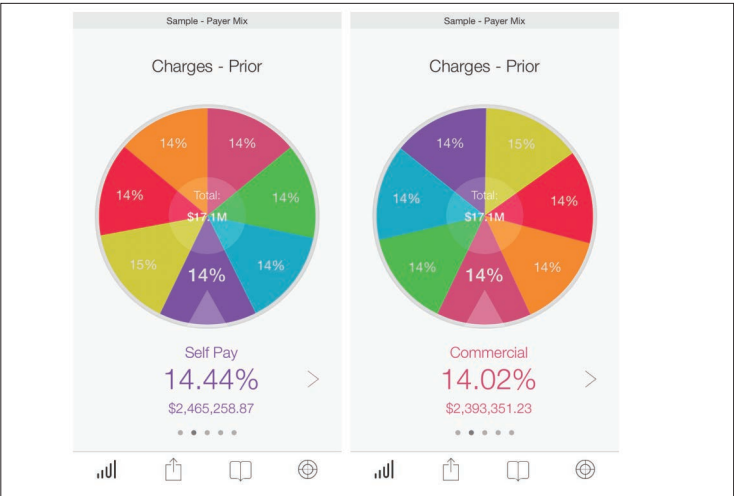 Sample - Payer Mix
Charges - Prior
14%
14%
14%
14%
Total:
$17.1M
15%
14%
14%
Self Pay
14.44%
$2,465,258.87
Sample - Payer Mix
Charges - Prior
14%
15%
14%
14%
Total:
$17.1M
14%
14%
14%
Commercial
14.02%
$2,393,351.23